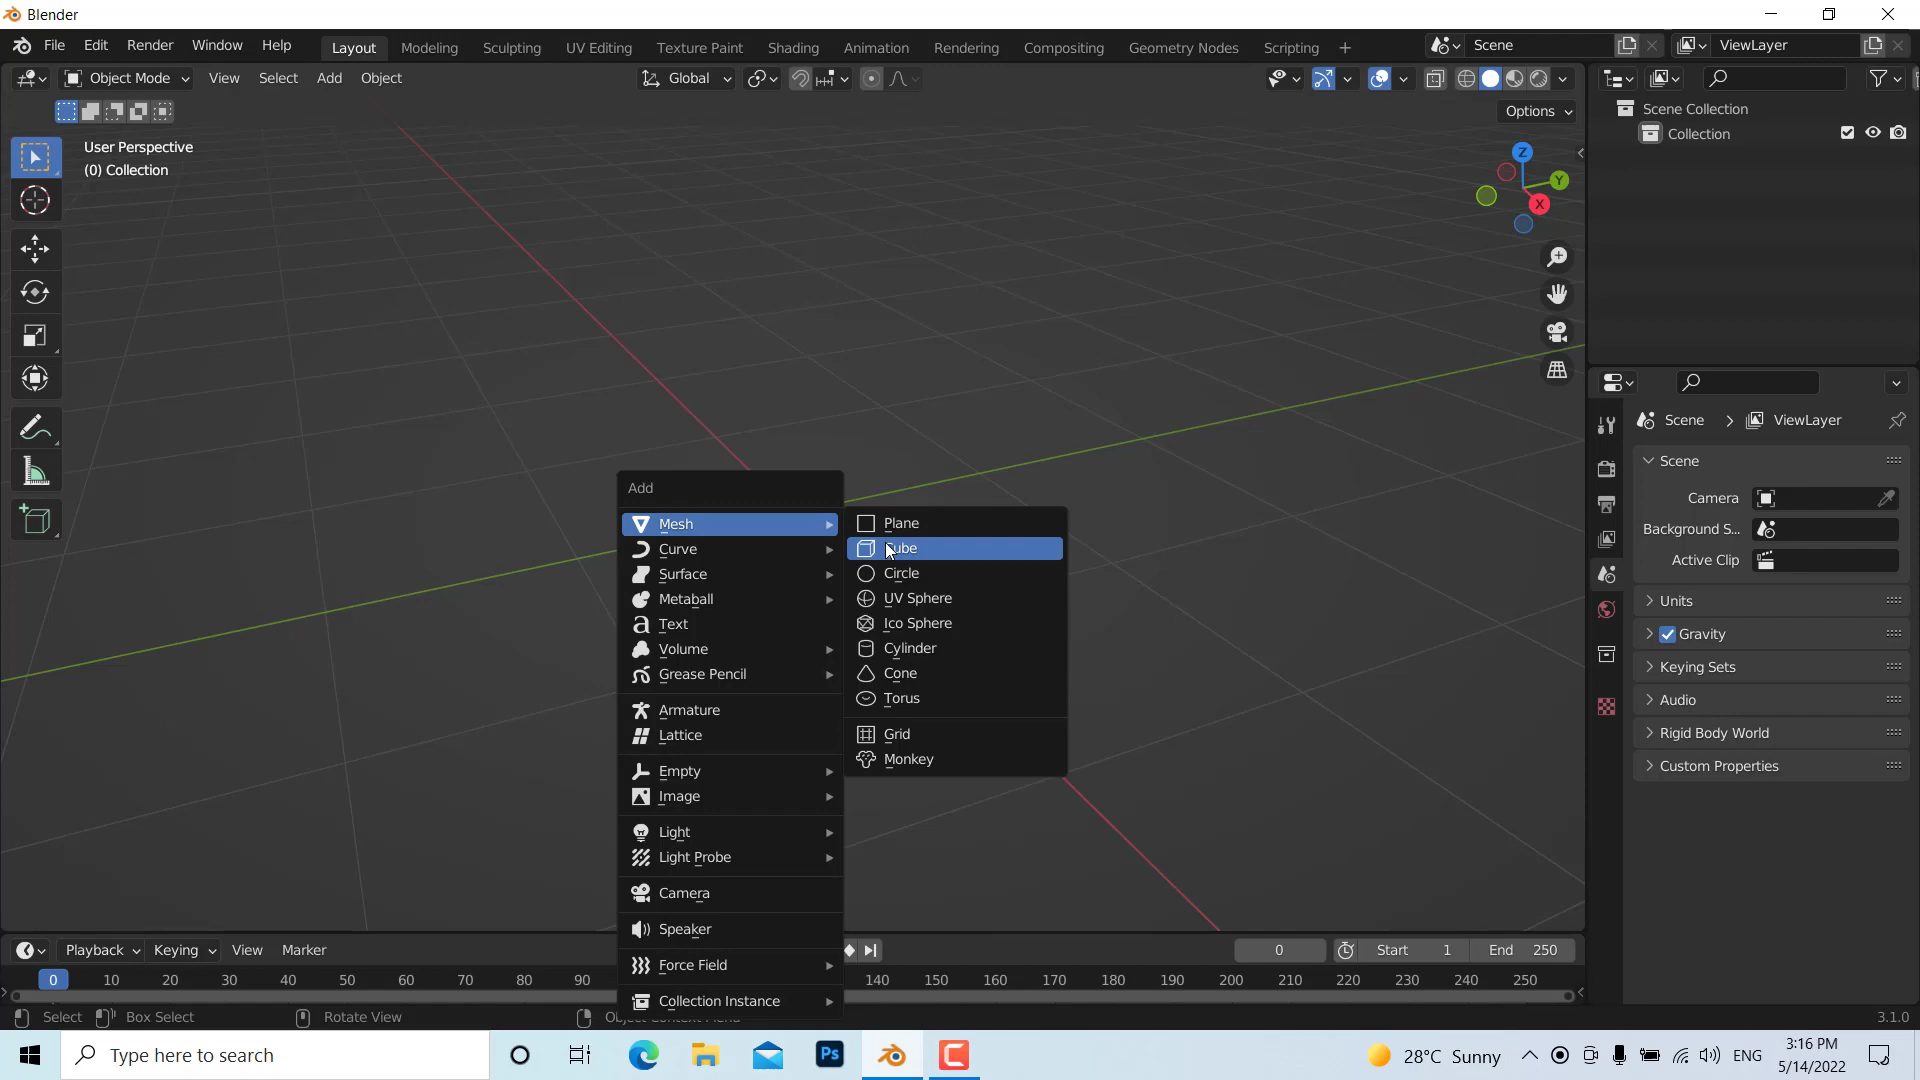 Blender
File Edit Render Window Help Layout Modeling Sculpting UV Editing Texture Paint Shading Animation Rendering Compositing Geometry Nodes Scripting + Scene ViewLayer
Object Mode View Select Add Object Global
Options
Scene Collection
Collection
User Perspective
(0) Collection
Z
Y
X
Scene ViewLayer
Scene
Camera
Background S...
Active Clip
Units
Gravity
Keying Sets
Audio
Rigid Body World
Custom Properties
Add
Mesh
Curve
Surface
Metaball
Text
Volume
Grease Pencil
Armature
Lattice
Empty
Image
Light
Light Probe
Camera
Speaker
Force Field
Collection Instance
Plane
Cube
Circle
UV Sphere
Ico Sphere
Cylinder
Cone
Torus
Grid
Monkey
Playback Keying View Marker 0 Start 1 End 250
0 10 20 30 40 50 60 70 80 90 140 150 160 170 180 190 200 210 220 230 240 250
Select Box Select Rotate View 3.1.0
Type here to search
Ps
28°C Sunny
ENG
3:16 PM
5/14/2022